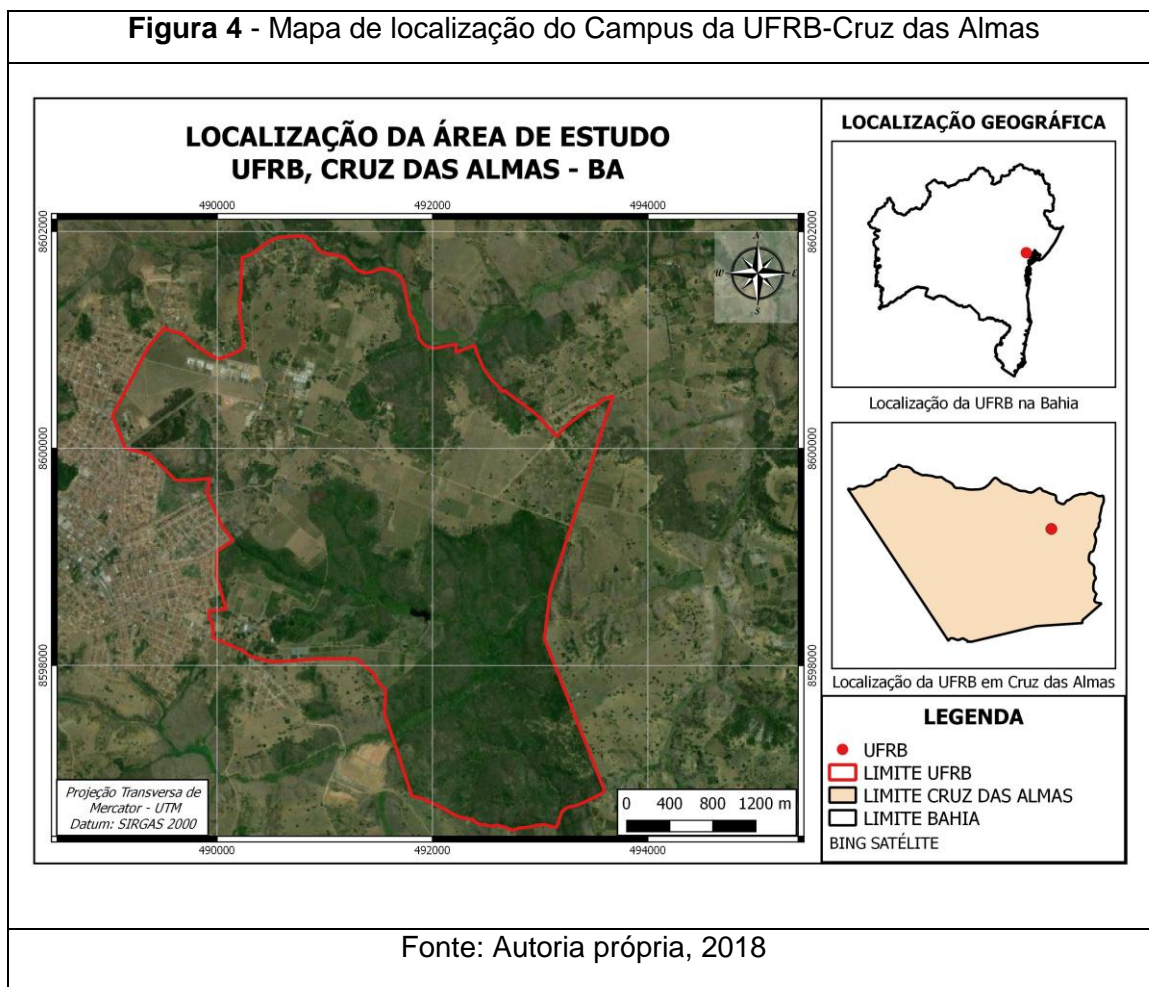 Figura 4 - Mapa de localização do Campus da UFRB-Cruz das Almas
LOCALIZAÇÃO DA ÁREA DE ESTUDO
UFRB, CRUZ DAS ALMAS - BA
490000
492000
494000
8602000
8602000
8600000
8600000
8598000
8598000
N
W
E
S
Projeção Transversa de
Mercator - UTM
Datum: SIRGAS 2000
0 400 800 1200 m
490000
492000
494000
LOCALIZAÇÃO GEOGRÁFICA
Localização da UFRB na Bahia
Localização da UFRB em Cruz das Almas
LEGENDA
UFRB
LIMITE UFRB
LIMITE CRUZ DAS ALMAS
LIMITE BAHIA
BING SATÉLITE
Fonte: Autoria própria, 2018